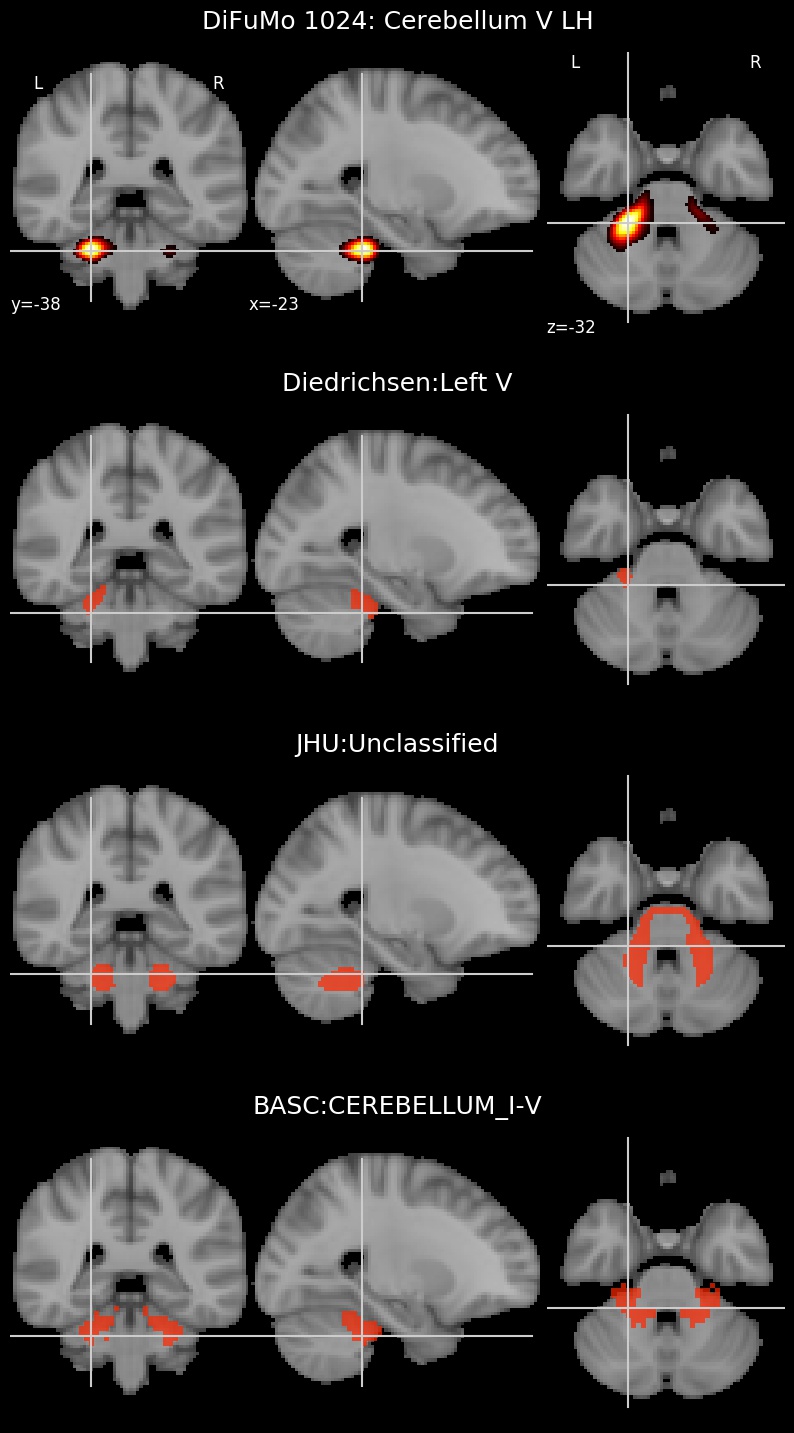 DiFuMo 1024: Cerebellum V LH
L R
L R
y=-38
x=-23
z=-32
Diedrichsen:Left V
JHU:Unclassified
BASC:CEREBELLUM_I-V